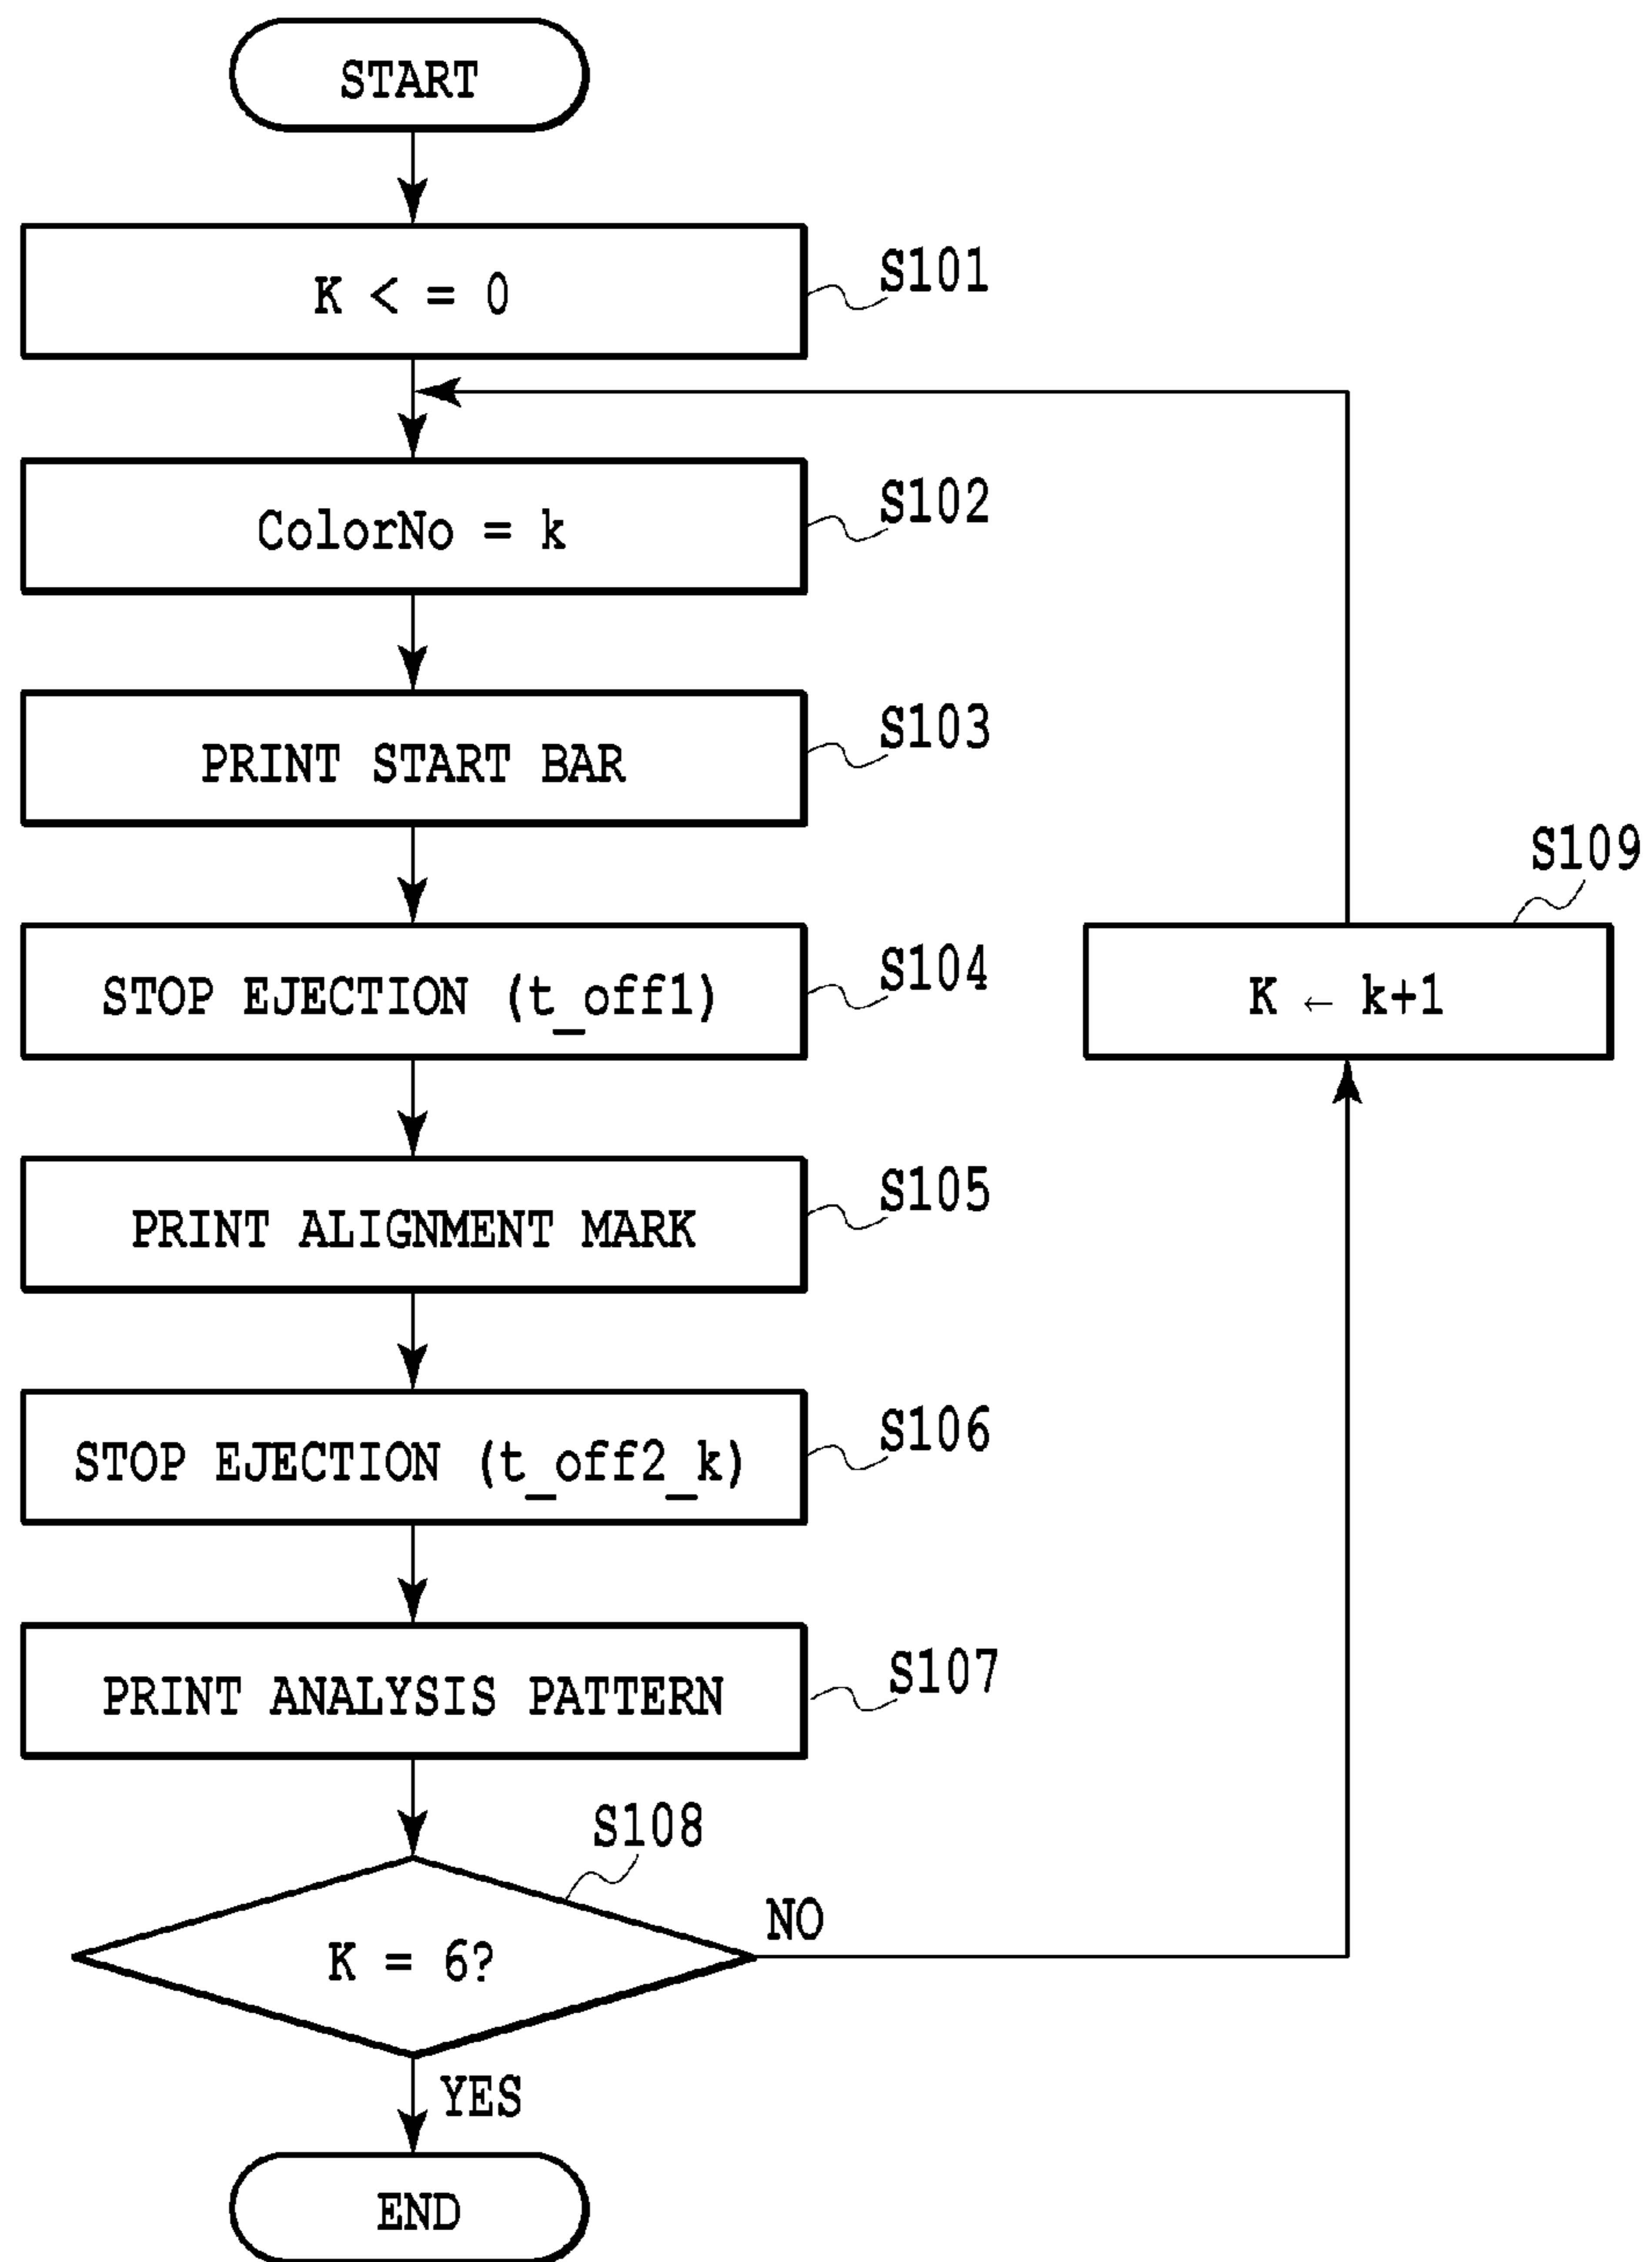 START
K < = 0
S101
ColorNo = k
S102
PRINT START BAR
S103
STOP EJECTION (t_off1)
S104
PRINT ALIGNMENT MARK
S105
STOP EJECTION (t_off2_k)
S106
PRINT ANALYSIS PATTERN
S107
S108
K = 6?
NO
YES
END
S109
K ← k+1